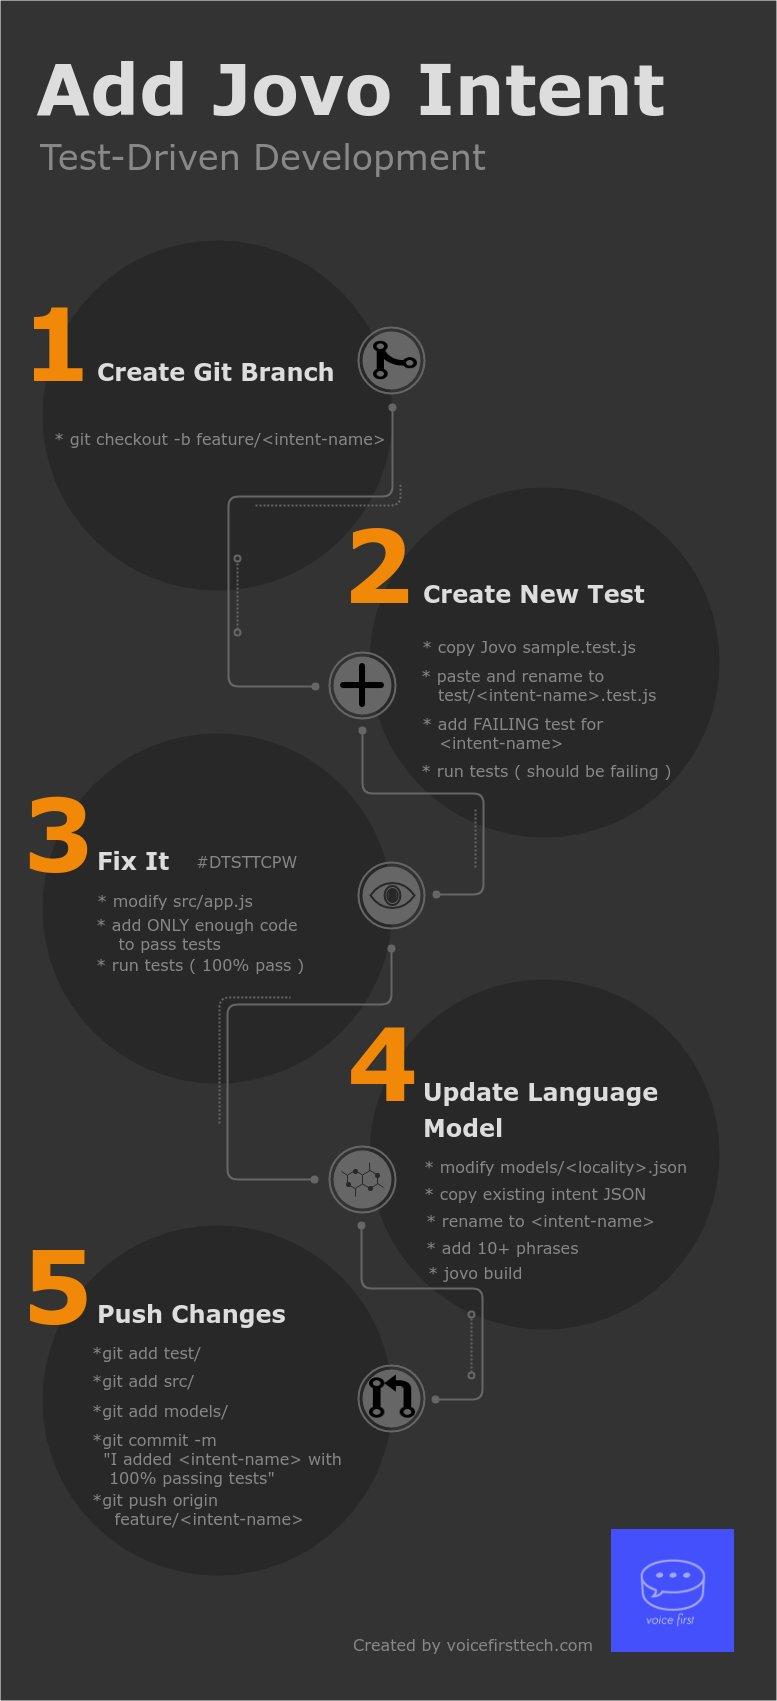 Add Jovo Intent
Test-Driven Development
1
Create Git Branch
* git checkout -b feature/<intent-name>
2
Create New Test
* copy Jovo sample.test.js
* paste and rename to
test/<intent-name>.test.js
* add FAILING test for
<intent-name>
* run tests ( should be failing )
3
Fix It #DTSTTCPW
* modify src/app.js
* add ONLY enough code
to pass tests
* run tests ( 100% pass )
4
Update Language
Model
* modify models/<locality>.json
* copy existing intent JSON
* rename to <intent-name>
* add 10+ phrases
* jovo build
5
Push Changes
*git add test/
*git add src/
*git add models/
*git commit -m
"I added <intent-name> with
100% passing tests"
*git push origin
feature/<intent-name>
voice first
Created by voicefirsttech.com